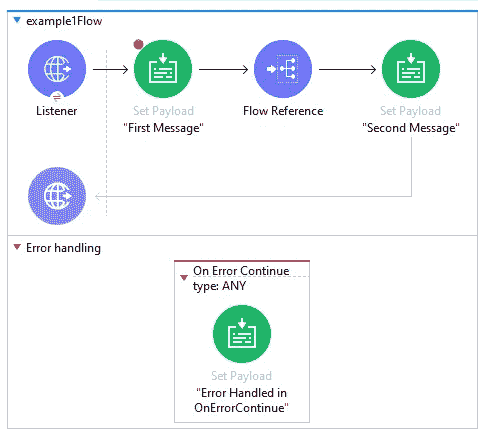 example1Flow
Listener
Set Payload
"First Message"
Flow Reference
Set Payload
"Second Message"
Error handling
On Error Continue
type: ANY
Set Payload
"Error Handled in
OnErrorContinue"